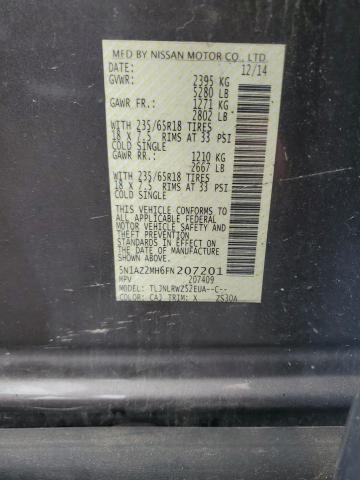 MFD BY NISSAN MOTOR CO., LTD.
DATE: 12/14
GVWR: 2395 KG
5280 LB
GAWR FR.: 1271 KG
2802 LB
WITH 235/65R18 TIRES
18 X 7.5 RIMS AT 33 PSI
COLD SINGLE
GAWR RR.: 1210 KG
2667 LB
WITH 235/65R18 TIRES
18 X 7.5 RIMS AT 33 PSI
COLD SINGLE
THIS VEHICLE CONFORMS TO
ALL APPLICABLE FEDERAL
MOTOR VEHICLE SAFETY
STANDARDS IN EFFECT ON
THE DATE OF MANUFACTURE
SHOWN ABOVE.
5N1AZ2MH6FN207201
MPV 207409
MODEL: TLJNLRWZ52EUA--C--
COLOR: CAJ TRIM: X ZS30A